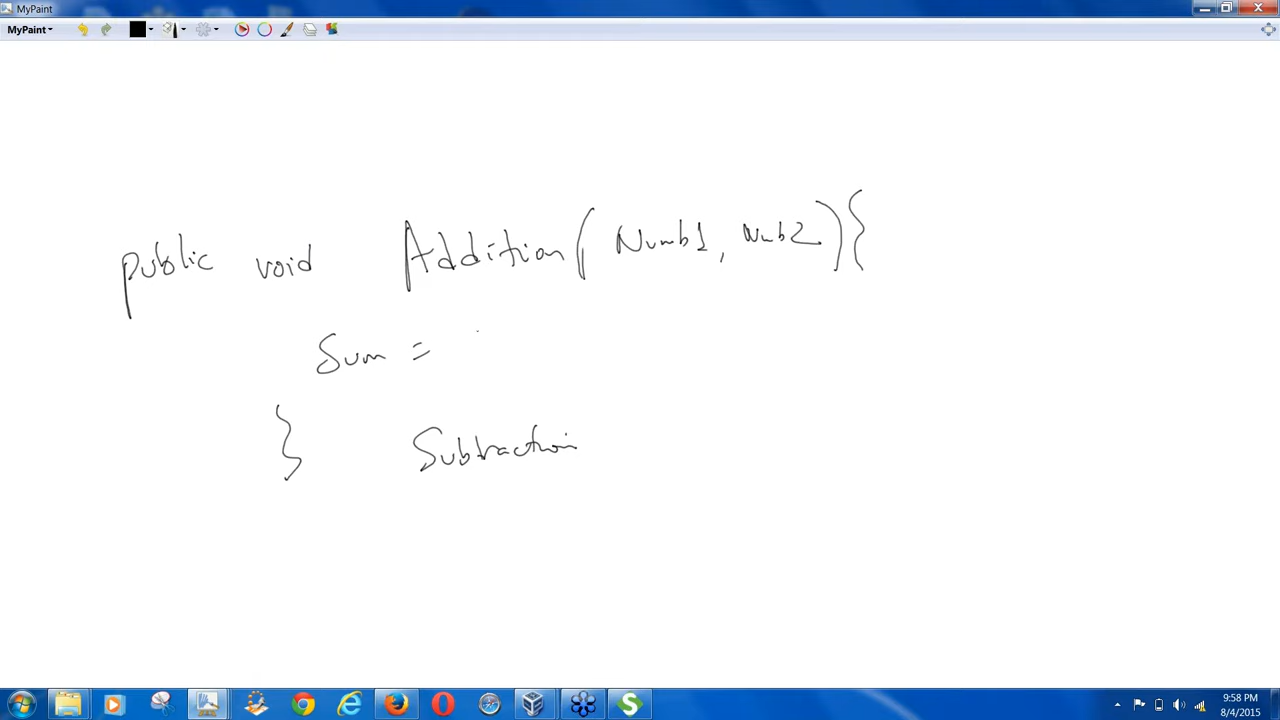 MyPaint
MyPaint
public void Addition( Numb1, Numb2 ){
Sum =
} Subtraction
9:58 PM
8/4/2015